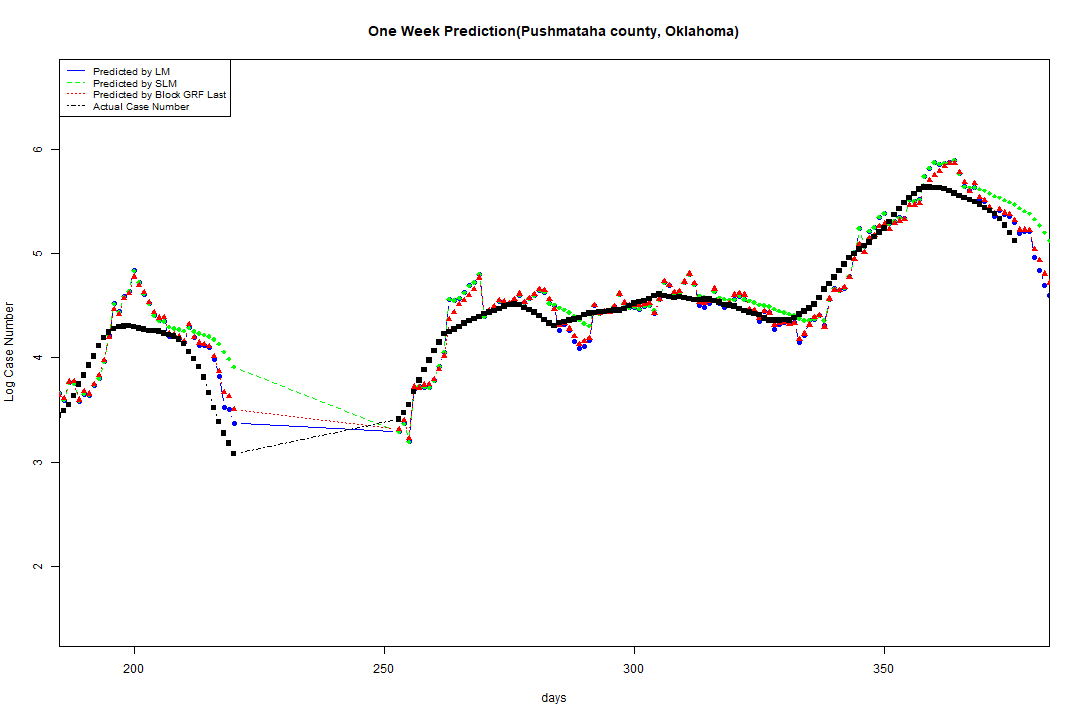 One Week Prediction(Pushmataha county, Oklahoma)
Predicted by LM
Predicted by SLM
Predicted by Block GRF Last
Actual Case Number
Log Case Number
6
5
4
3
2
200
250
300
350
days